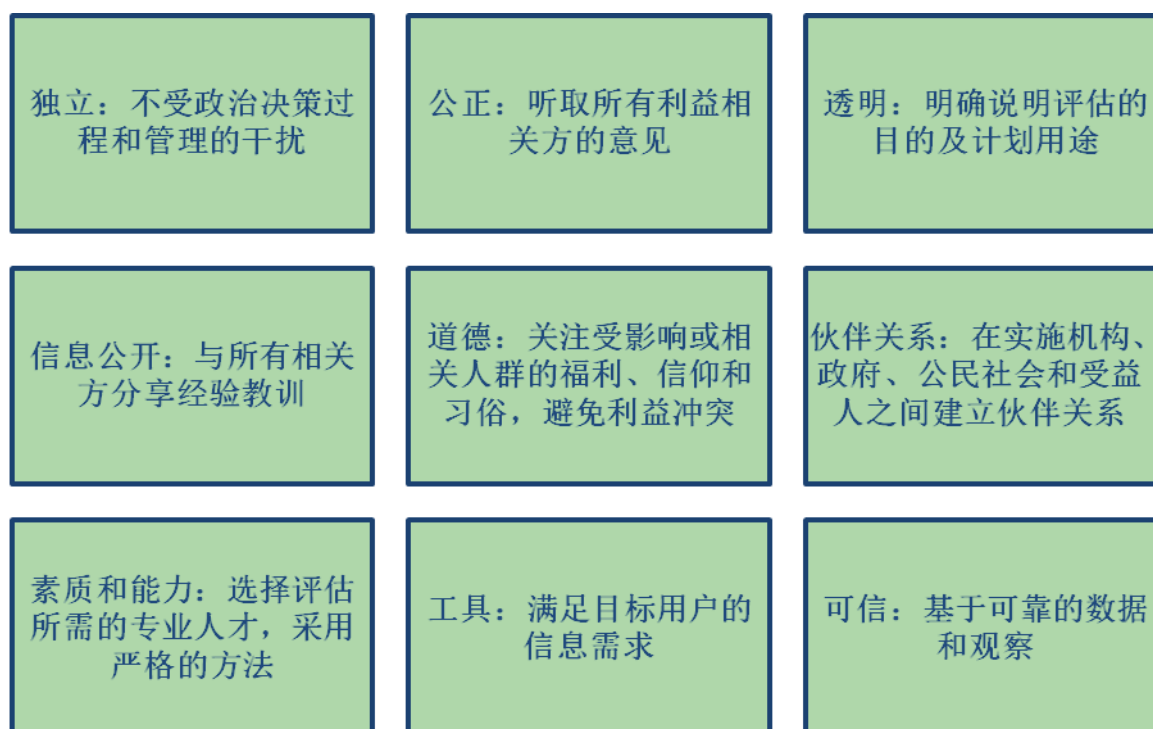 独立：不受政治决策过
程和管理的干扰
公正：听取所有利益相
关方的意见
透明：明确说明评估的
目的及计划用途
信息公开：与所有相关
方分享经验教训
道德：关注受影响或相
关人群的福利、信仰和
习俗，避免利益冲突
伙伴关系：在实施机构、
政府、公民社会和受益
人之间建立伙伴关系
素质和能力：选择评估
所需的专业人才，采用
严格的方法
工具：满足目标用户的
信息需求
可信：基于可靠的数据
和观察